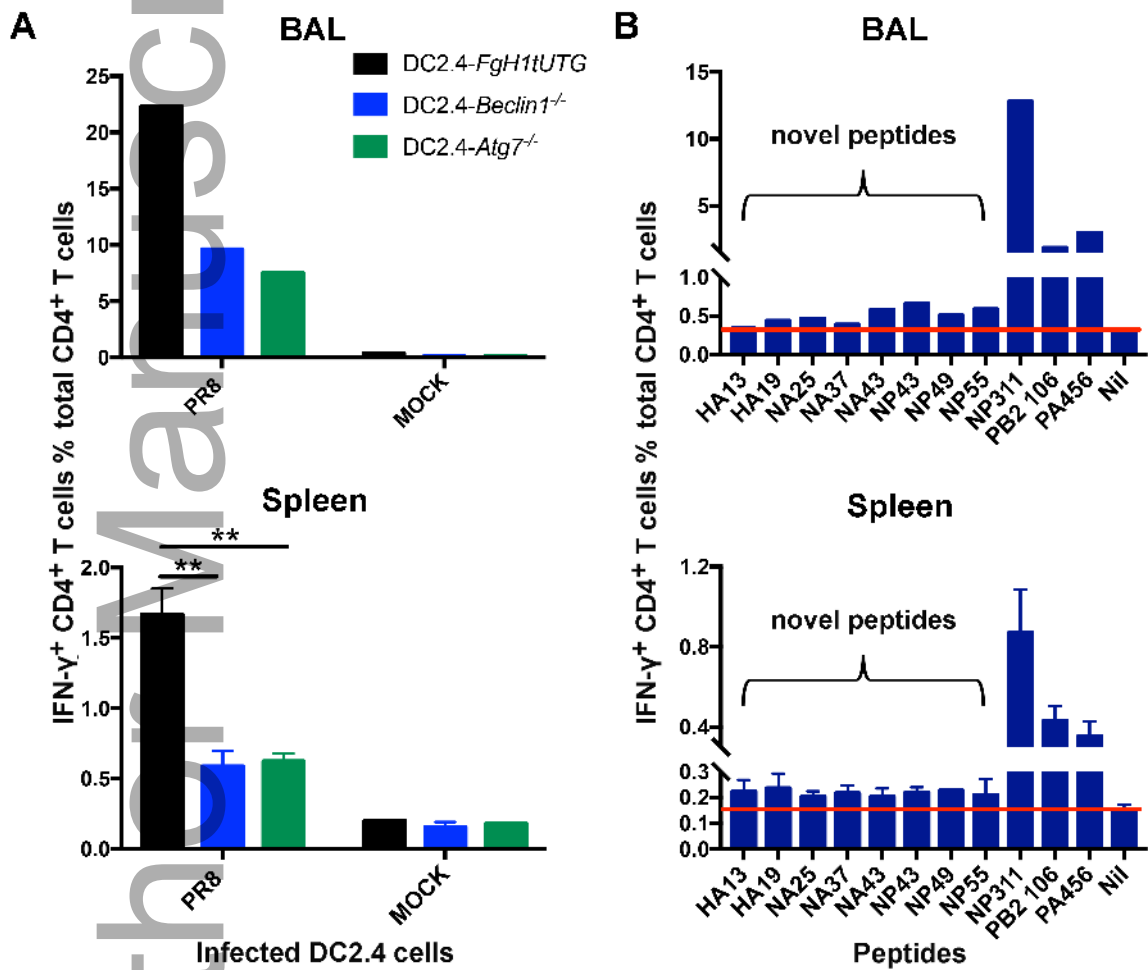 A
BAL
DC2.4-FgH1tUTG
DC2.4-Beclin1-/-
DC2.4-Atg7-/-
25
20
15
10
5
0
PR8
MOCK
IFN-γ+ CD4+ T cells % total CD4+ T cells
Spleen
**
**
2.0
1.5
1.0
0.5
0.0
PR8
MOCK
Infected DC2.4 cells
B
BAL
novel peptides
15
10
5
1.0
0.5
0.0
HA13
HA19
NA25
NA37
NA43
NP43
NP49
NP55
NP311
PB2 106
PA456
Nil
IFN-γ+ CD4+ T cells % total CD4+ T cells
Spleen
novel peptides
1.2
0.8
0.4
0.3
0.2
0.1
0.0
HA13
HA19
NA25
NA37
NA43
NP43
NP49
NP55
NP311
PB2 106
PA456
Nil
Peptides